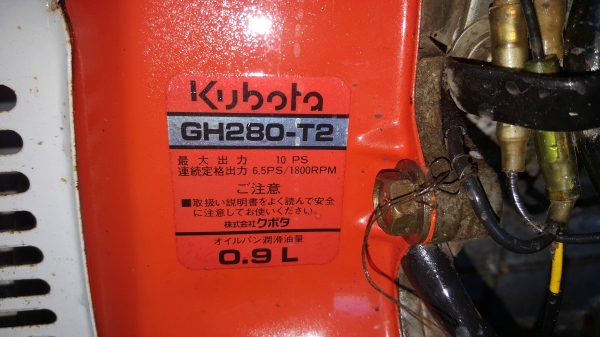 Kubota
GH280-T2
最大出力 10 PS
連続定格出力 6.5PS/1800RPM
ご注意
■取扱い説明書をよく読んで安全
に注意してお使いください。
株式会社クボタ
オイルパン潤滑油量
0.9L